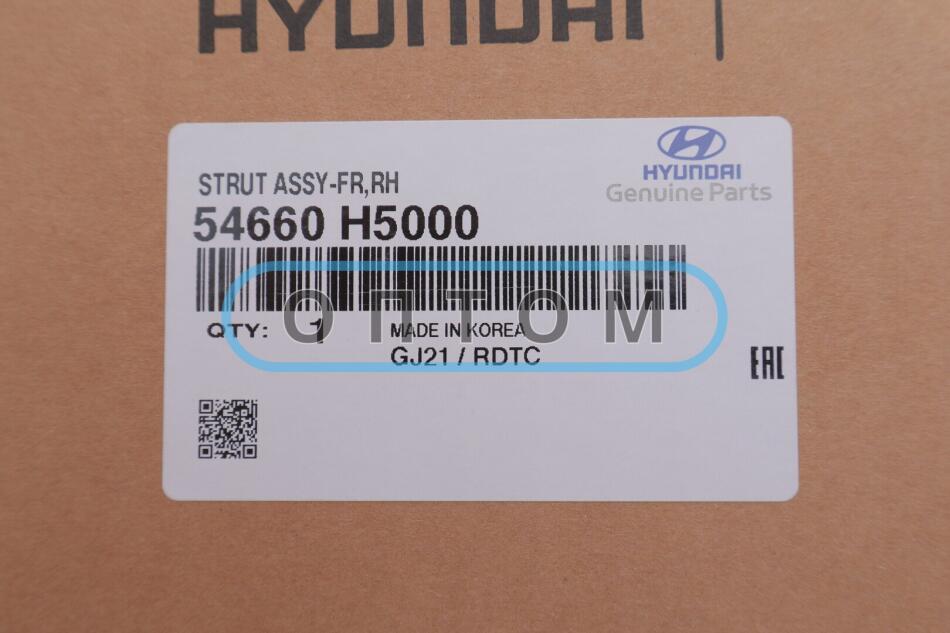 HYUNDAI
HYUNDAI
Genuine Parts
STRUT ASSY-FR,RH
54660 H5000
ОПТОМ
QTY: 1
MADE IN KOREA
GJ21 / RDTC
EAC